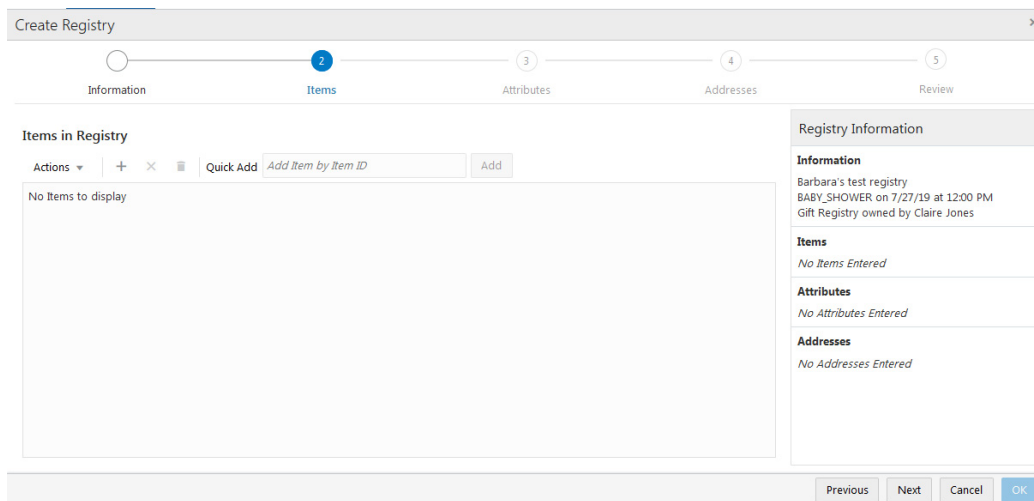 Create Registry
2
3
4
5
Information
Items
Attributes
Addresses
Review
Items in Registry
Actions
Quick Add
Add Item by Item ID
Add
No Items to display
Registry Information
Information
Barbara's test registry
BABY_SHOWER on 7/27/19 at 12:00 PM
Gift Registry owned by Claire Jones
Items
No Items Entered
Attributes
No Attributes Entered
Addresses
No Addresses Entered
Previous
Next
Cancel
OK